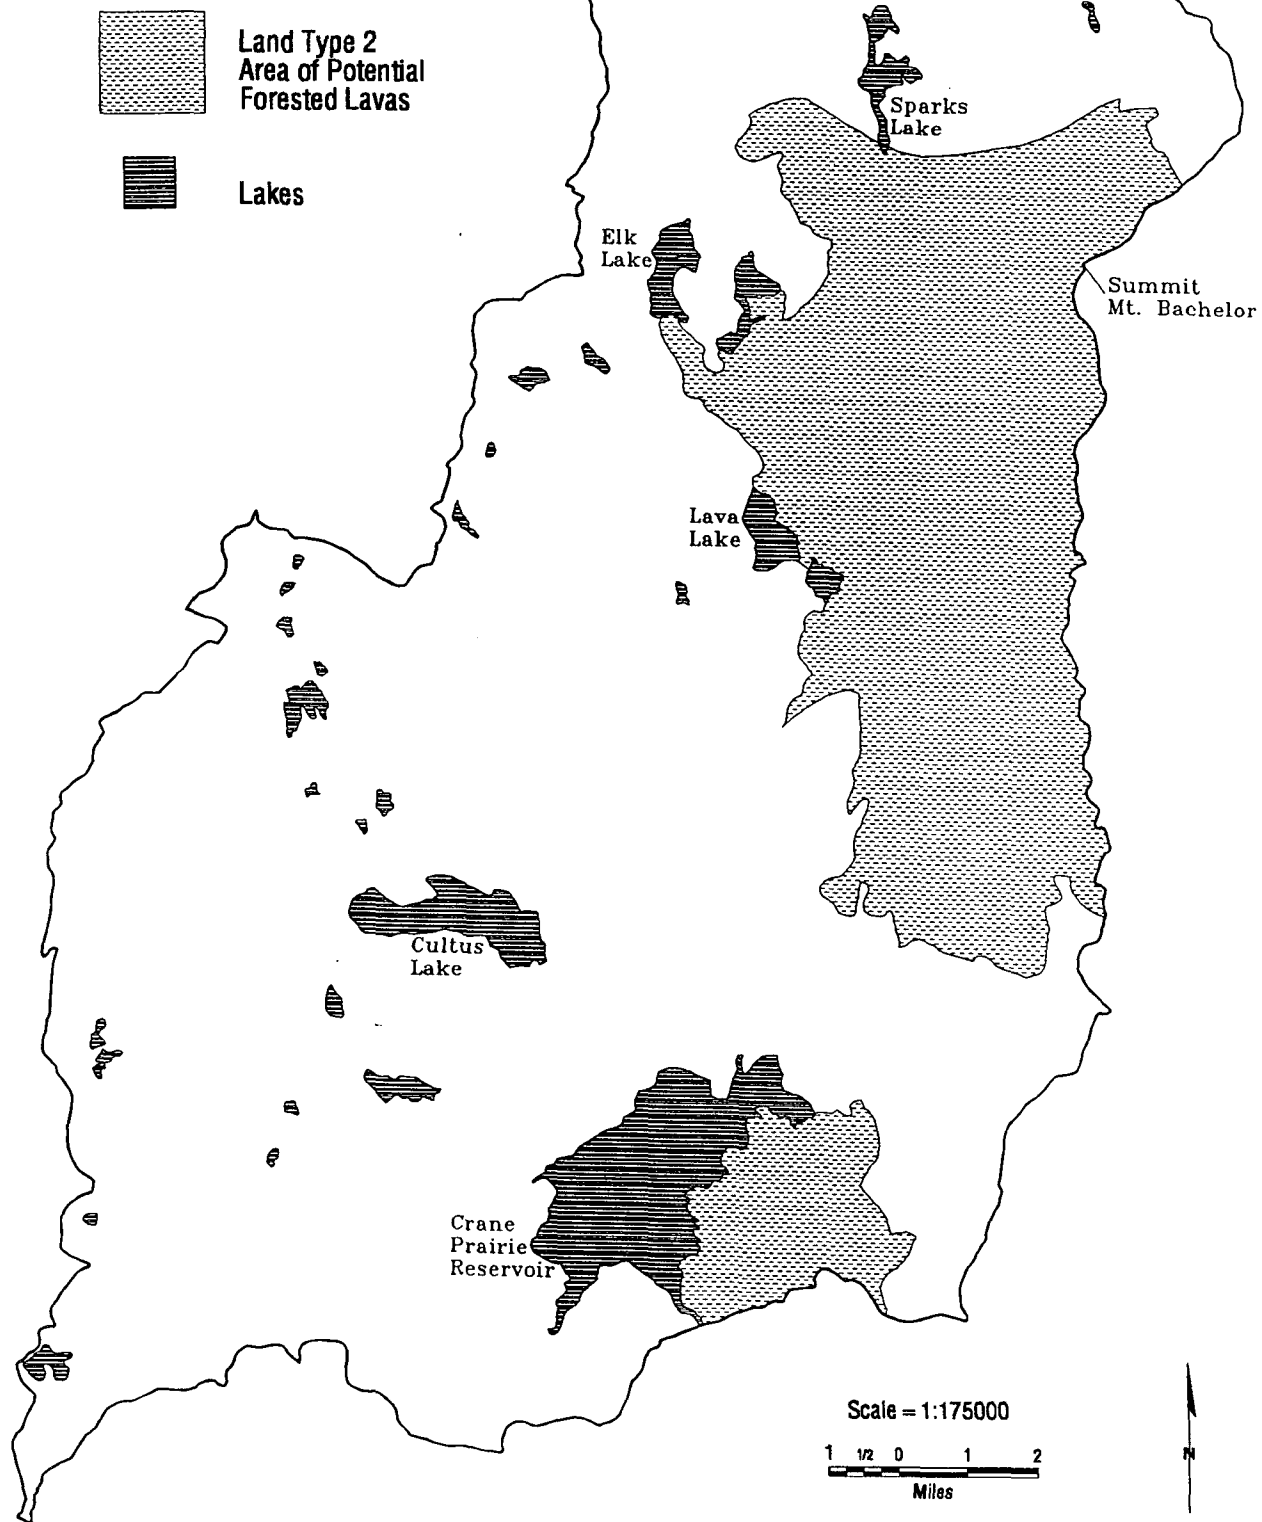 Land Type 2
Area of Potential
Forested Lavas
Lakes
Sparks
Lake
Elk
Lake
Summit
Mt. Bachelor
Lava
Lake
Cultus
Lake
Crane
Prairie
Reservoir
Scale = 1:175000
1 1/2 0 1 2
Miles
N